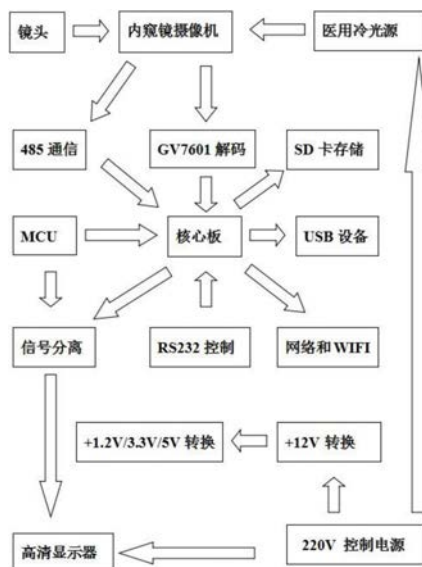 镜头
内窥镜摄像机
医用冷光源
485 通信
GV7601 解码
SD 卡存储
MCU
核心板
USB 设备
信号分离
RS232 控制
网络和 WIFI
+1.2V/3.3V/5V 转换
+12V 转换
高清显示器
220V 控制电源